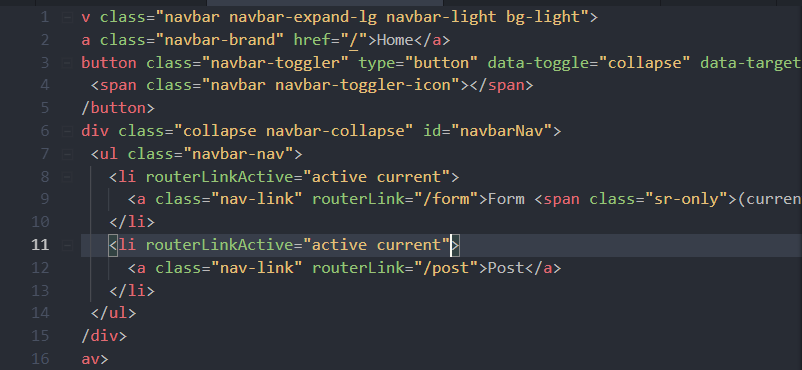 1 v class="navbar navbar-expand-lg navbar-light bg-light">
2 a class="navbar-brand" href="/">Home</a>
3 button class="navbar-toggler" type="button" data-toggle="collapse" data-target
4 <span class="navbar navbar-toggler-icon"></span>
5 /button>
6 div class="collapse navbar-collapse" id="navbarNav">
7 <ul class="navbar-nav">
8 <li routerLinkActive="active current">
9 <a class="nav-link" routerLink="/form">Form <span class="sr-only">(curren
10 </li>
11 <li routerLinkActive="active current">
12 <a class="nav-link" routerLink="/post">Post</a>
13 </li>
14 </ul>
15 /div>
16 av>